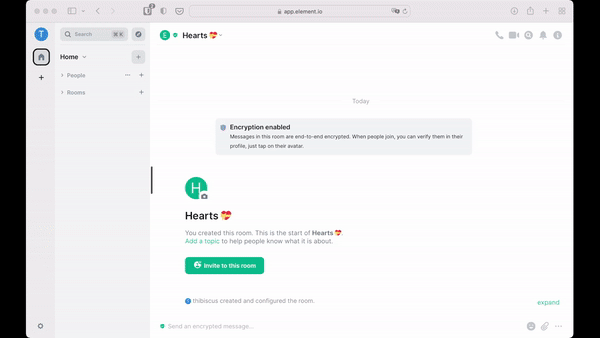 2
app.element.io
T
Search
⌘ K
Home
People
Rooms
E
Hearts 💝
Today
Encryption enabled
Messages in this room are end-to-end encrypted. When people join, you can verify them in their
profile, just tap on their avatar.
H
Hearts 💝
You created this room. This is the start of Hearts 💝.
Add a topic to help people know what it is about.
Invite to this room
T thibiscus created and configured the room.
expand
Send an encrypted message...